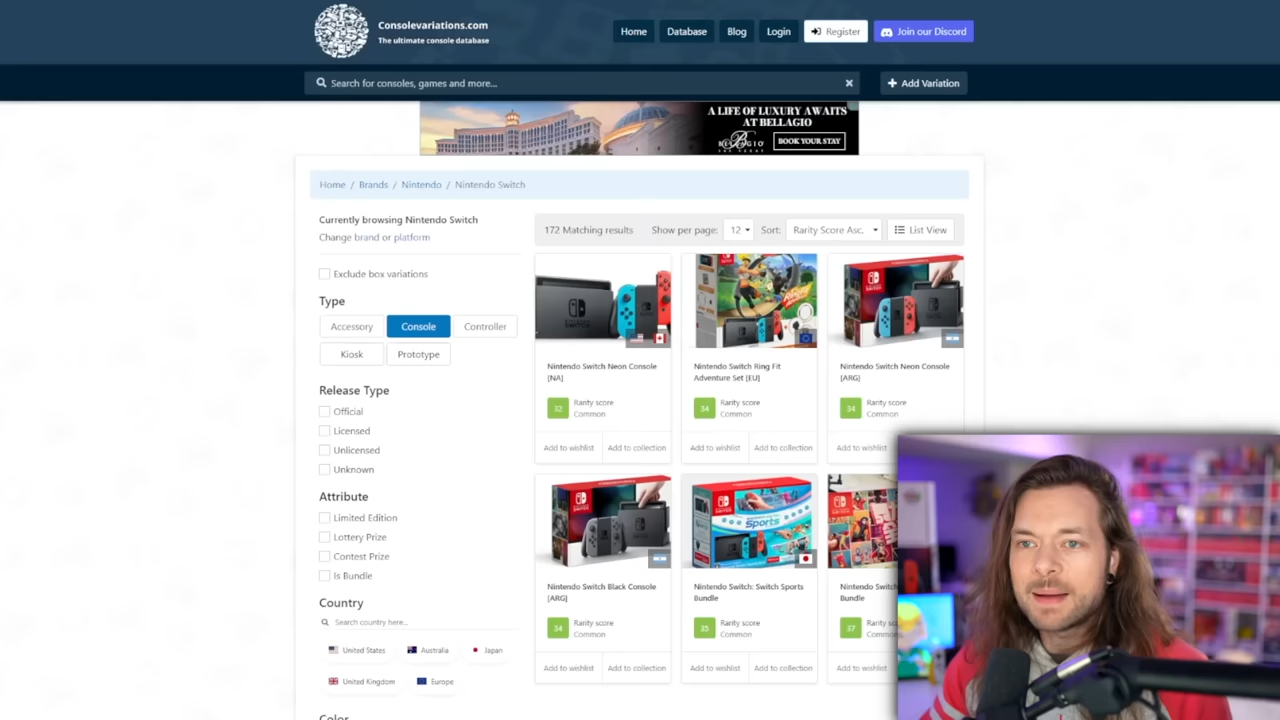 Consolevariations.com
The ultimate console database
Home
Database
Blog
Login
Register
Join our Discord
Search for consoles, games and more...
Add Variation
A LIFE OF LUXURY AWAITS
AT BELLAGIO
BELLAGIO
BOOK YOUR STAY
Home / Brands / Nintendo / Nintendo Switch
Currently browsing Nintendo Switch
Change brand or platform
172 Matching results
Show per page: 12
Sort: Rarity Score Asc.
List View
Exclude box variations
Type
Accessory
Console
Controller
Kiosk
Prototype
Release Type
Official
Licensed
Unlicensed
Unknown
Attribute
Limited Edition
Lottery Prize
Contest Prize
Is Bundle
Country
Search country here...
United States
Australia
Japan
United Kingdom
Europe
Color
Nintendo Switch Neon Console
[NA]
32
Rarity score
Common
Add to wishlist
Add to collection
Nintendo Switch Ring Fit
Adventure Set [EU]
34
Rarity score
Common
Add to wishlist
Add to collection
Nintendo Switch Neon Console
[ARG]
34
Rarity score
Common
Add to wishlist
Nintendo Switch Black Console
[ARG]
34
Rarity score
Common
Add to wishlist
Add to collection
Sports
Nintendo Switch: Switch Sports
Bundle
35
Rarity score
Common
Add to wishlist
Add to collection
Nintendo Switch
Bundle
37
Rarity
Common
Add to wishlist